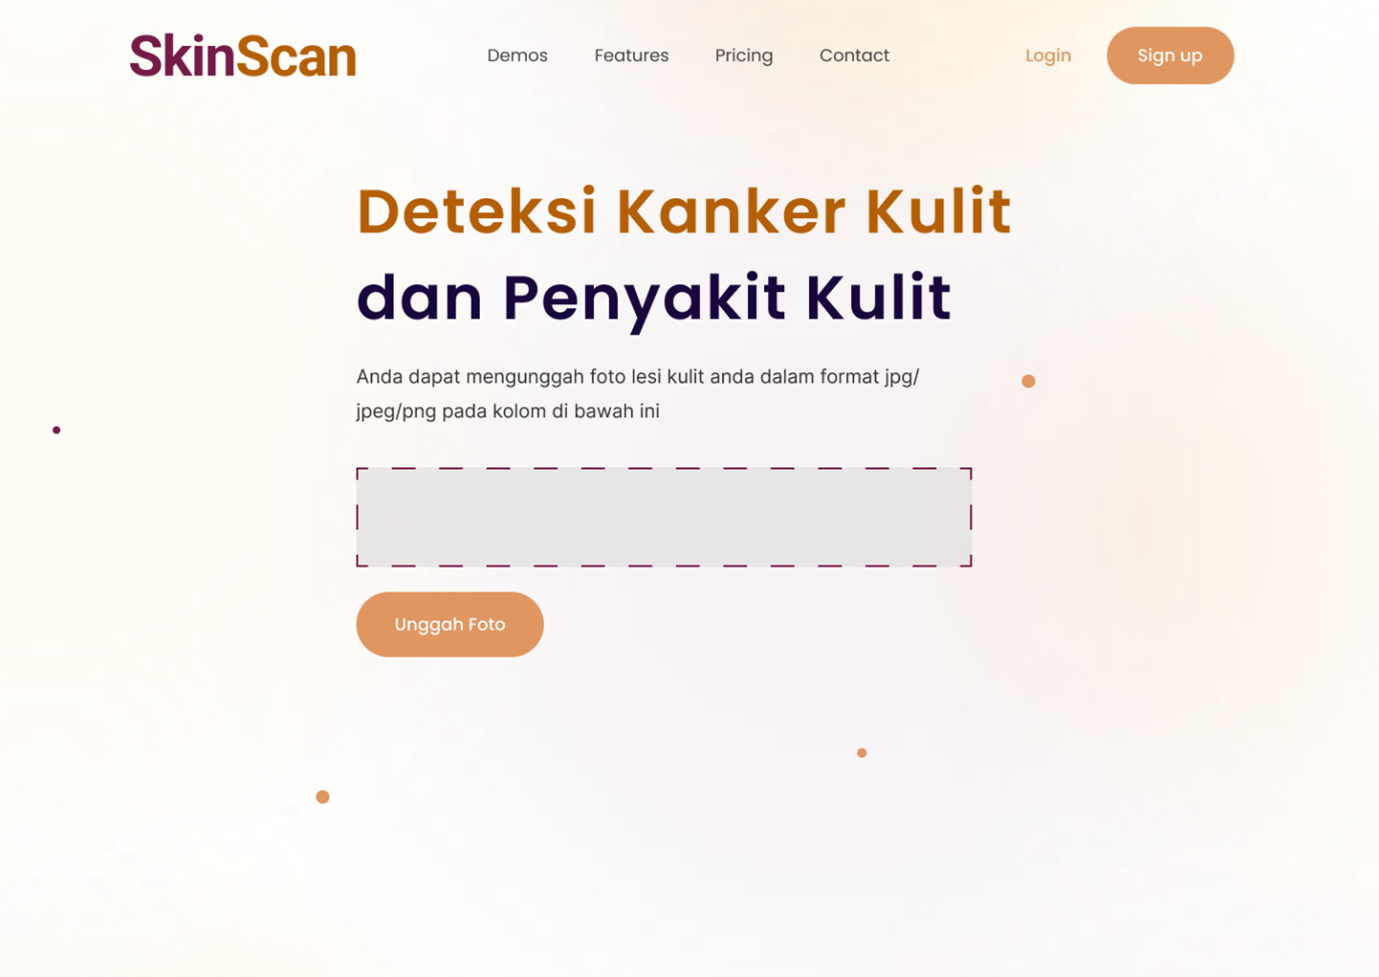 SkinScan
Demos Features Pricing Contact Login Sign up
Deteksi Kanker Kulit
dan Penyakit Kulit
Anda dapat mengunggah foto lesi kulit anda dalam format jpg/
jpeg/png pada kolom di bawah ini
Unggah Foto